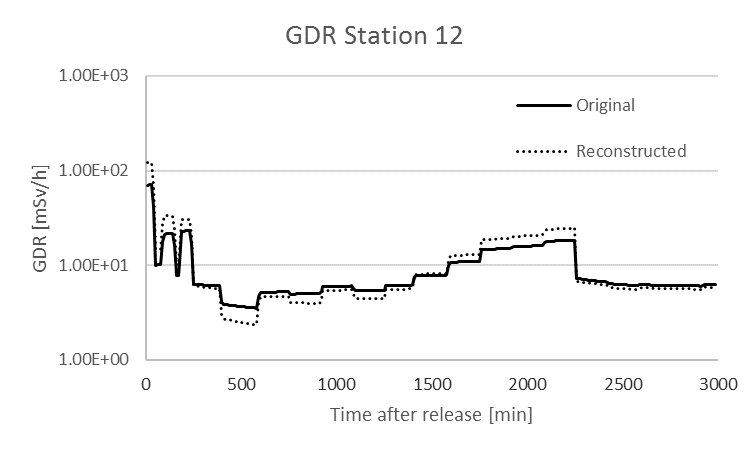 GDR Station 12
1.00E+03
1.00E+02
1.00E+01
1.00E+00
GDR [mSv/h]
Original
Reconstructed
0 500 1000 1500 2000 2500 3000
Time after release [min]